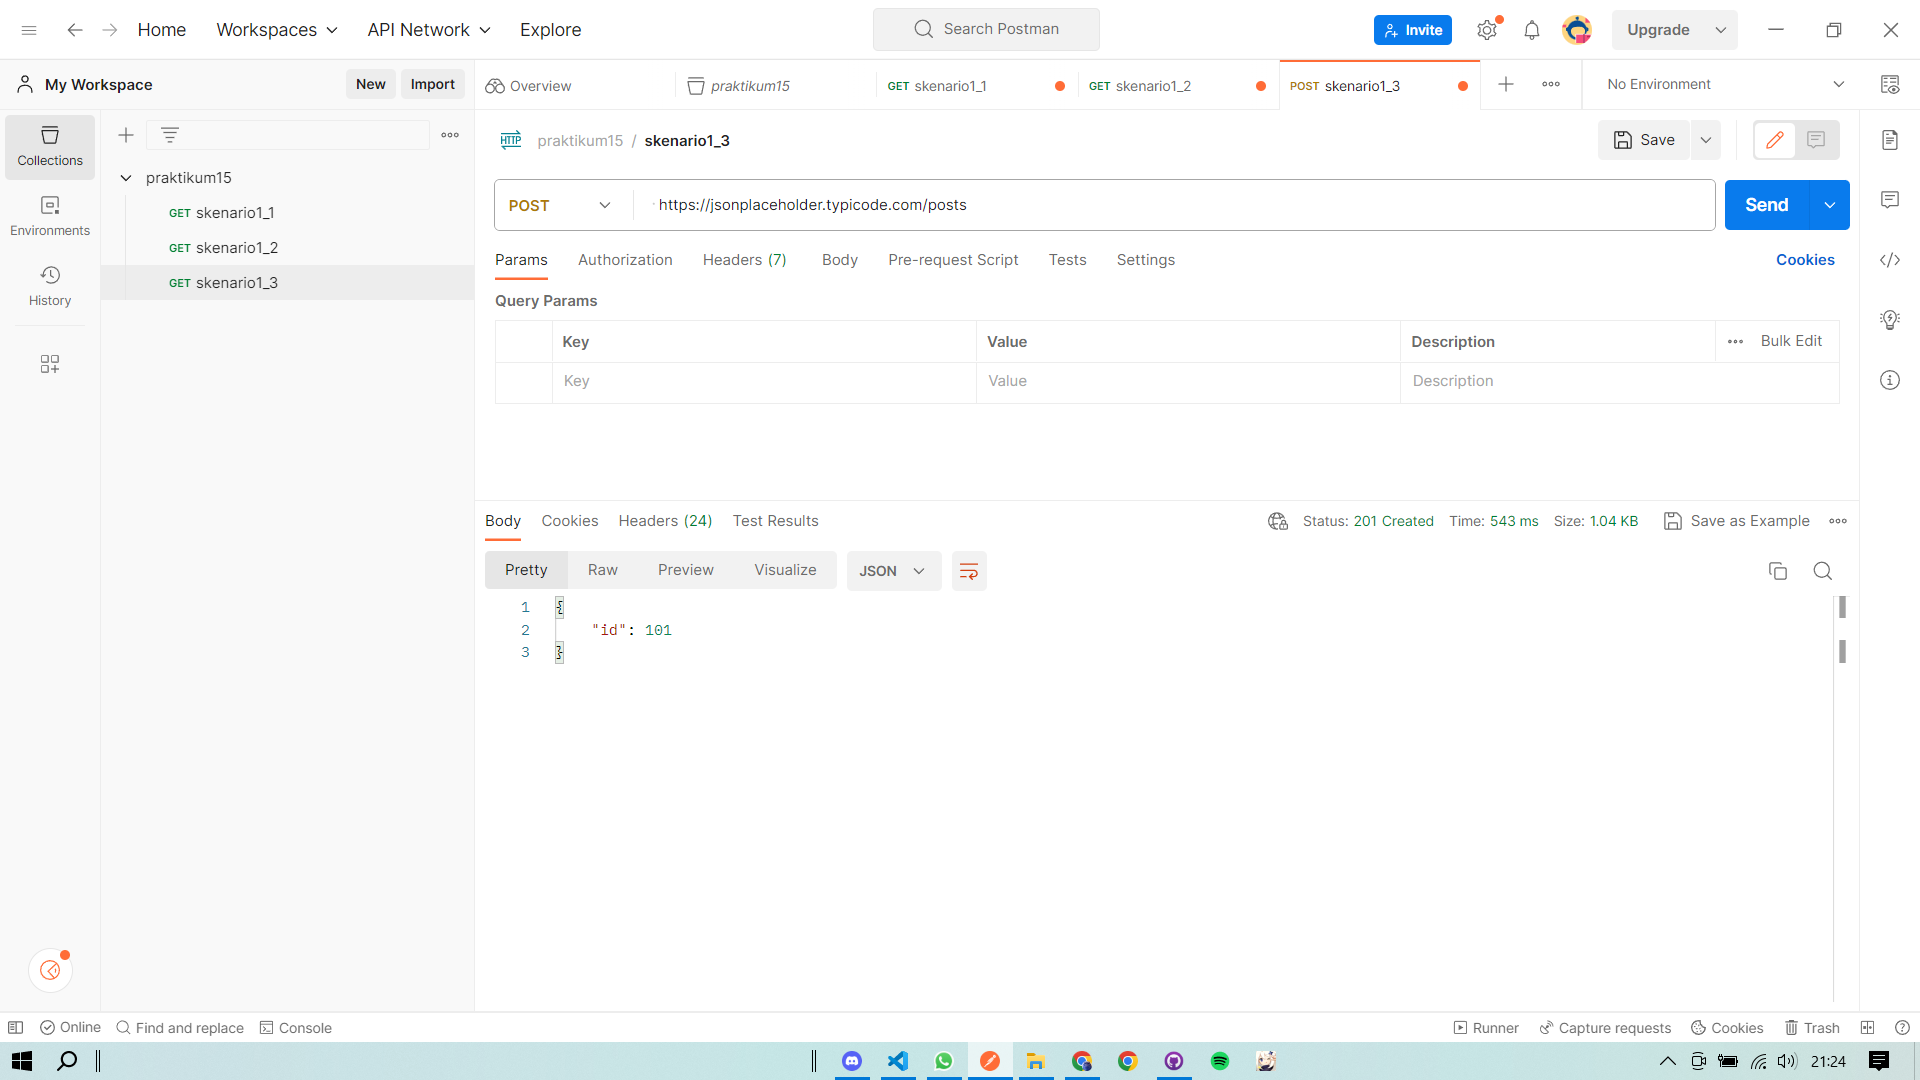 Home Workspaces API Network Explore Search Postman Invite Upgrade
My Workspace New Import Overview praktikum15 GET skenario1_1 GET skenario1_2 POST skenario1_3 No Environment
Collections
Environments
History
praktikum15
GET skenario1_1
GET skenario1_2
GET skenario1_3
HTTP praktikum15 / skenario1_3 Save
POST https://jsonplaceholder.typicode.com/posts Send
Params Authorization Headers (7) Body Pre-request Script Tests Settings Cookies
Query Params
Key Value Description Bulk Edit
Key Value Description
Body Cookies Headers (24) Test Results Status: 201 Created Time: 543 ms Size: 1.04 KB Save as Example
Pretty Raw Preview Visualize JSON
1 {
2 "id": 101
3 }
Online Find and replace Console Runner Capture requests Cookies Trash
21:24